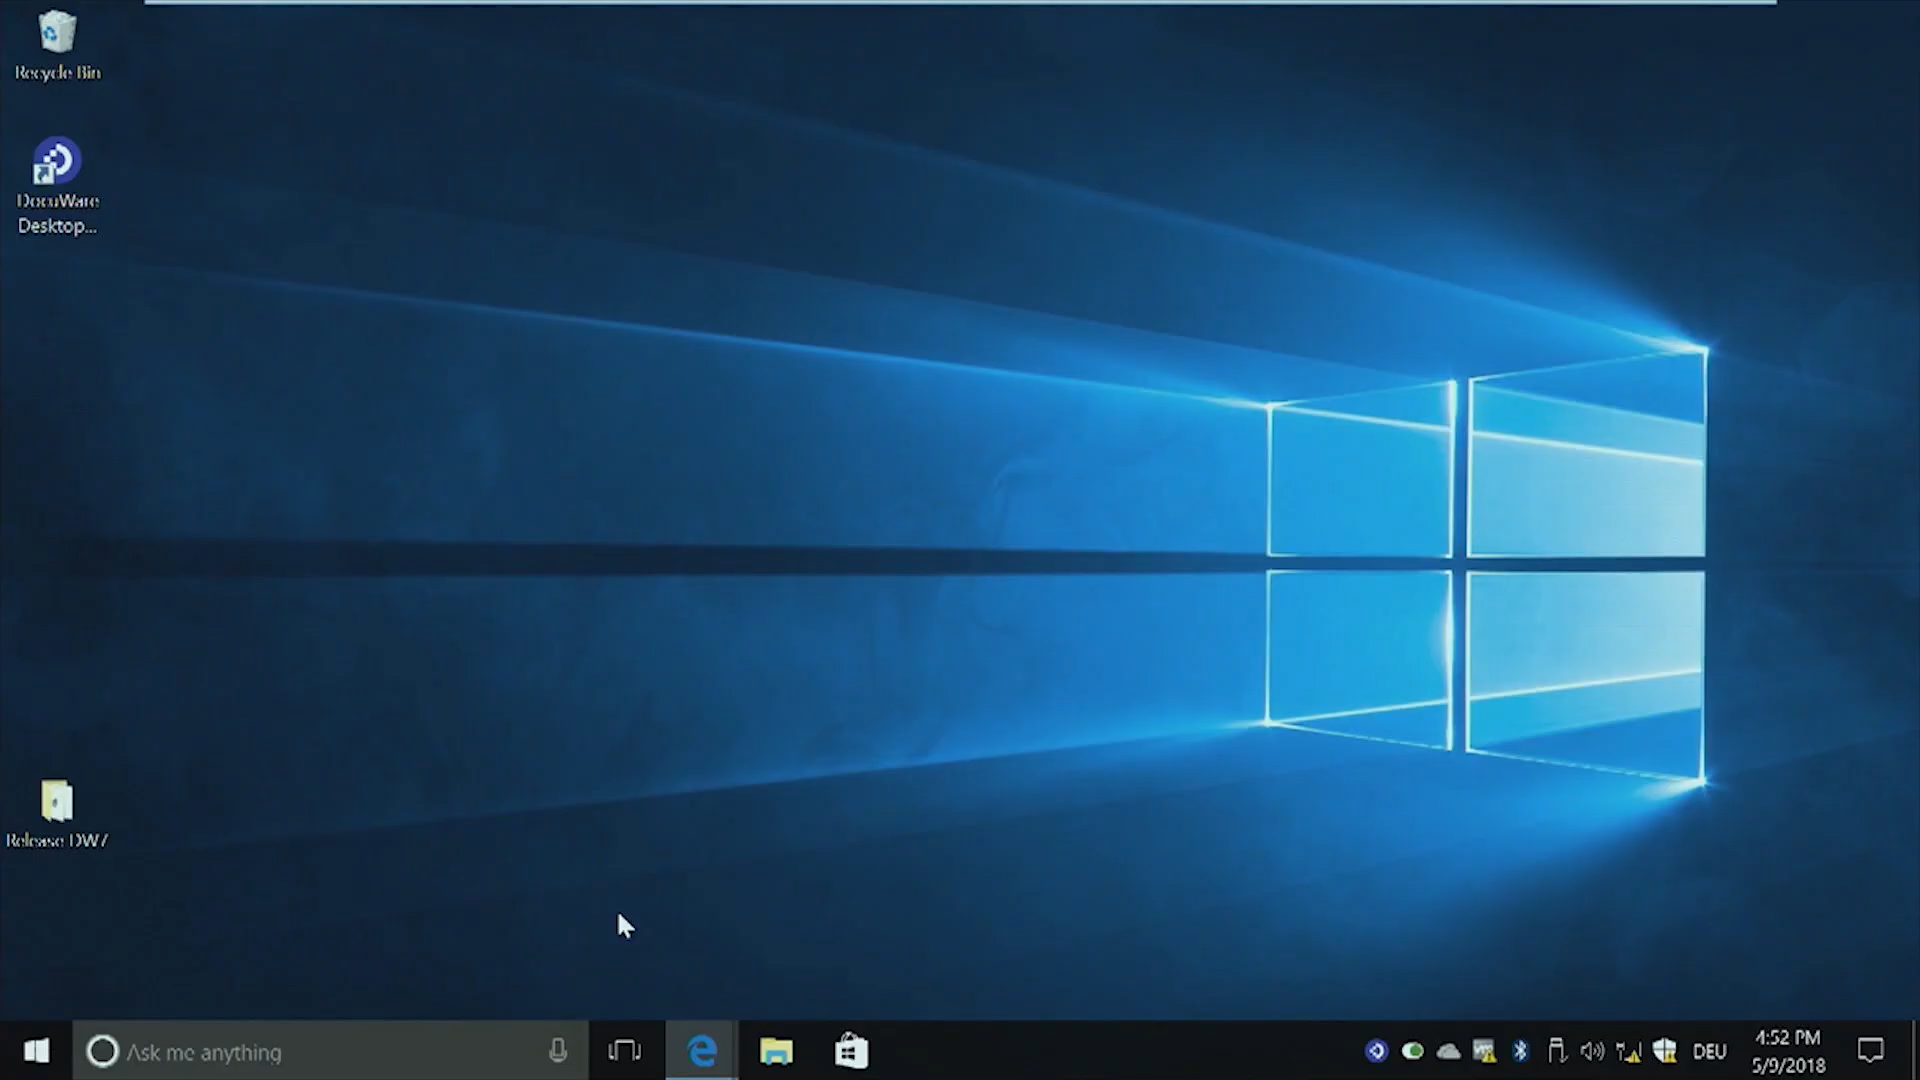 Recycle Bin
DocuWare
Desktop...
Release DW7
Ask me anything
DEU
4:52 PM
5/9/2018